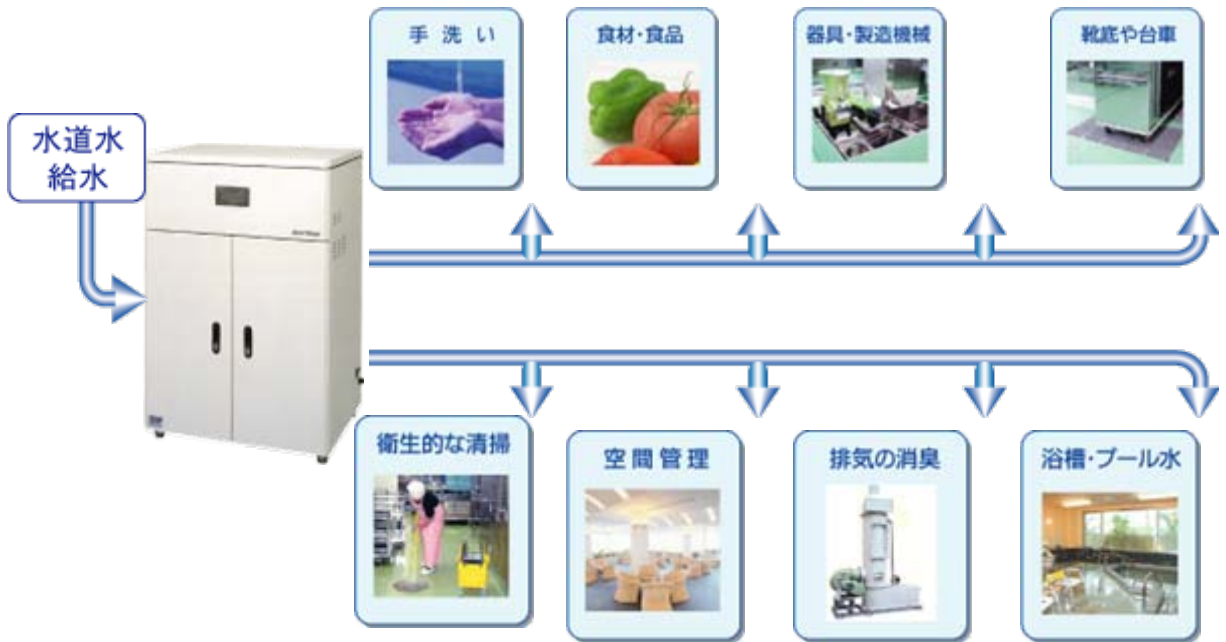 手洗い
食材・食品
器具・製造機械
靴底や台車
水道水
給水
衛生的な清掃
空間管理
排気の消臭
浴槽・プール水